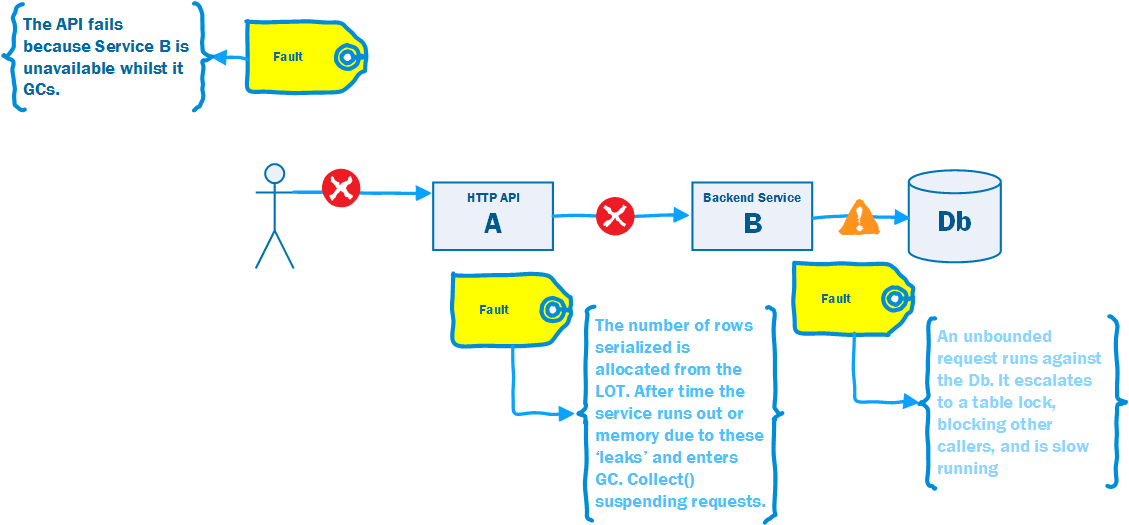 The API fails
because Service B is
unavailable whilst it
GCs.
Fault
HTTP API
A
Backend Service
B
Db
Fault
The number of rows
serialized is
allocated from the
LOT. After time the
service runs out or
memory due to these
‘leaks’ and enters
GC. Collect()
suspending requests.
Fault
An unbounded
request runs against
the Db. It escalates
to a table lock,
blocking other
callers, and is slow
running